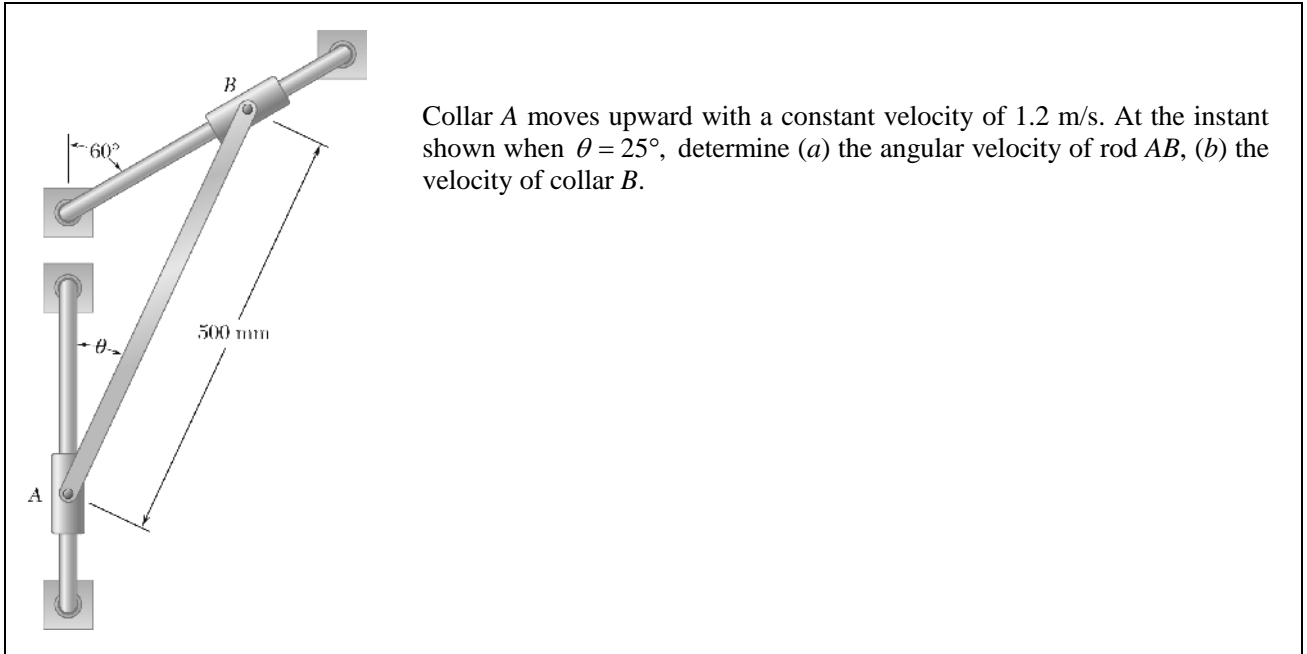 B
Collar A moves upward with a constant velocity of 1.2 m/s. At the instant
shown when θ = 25°, determine (a) the angular velocity of rod AB, (b) the
velocity of collar B.
60°
500 mm
θ
A